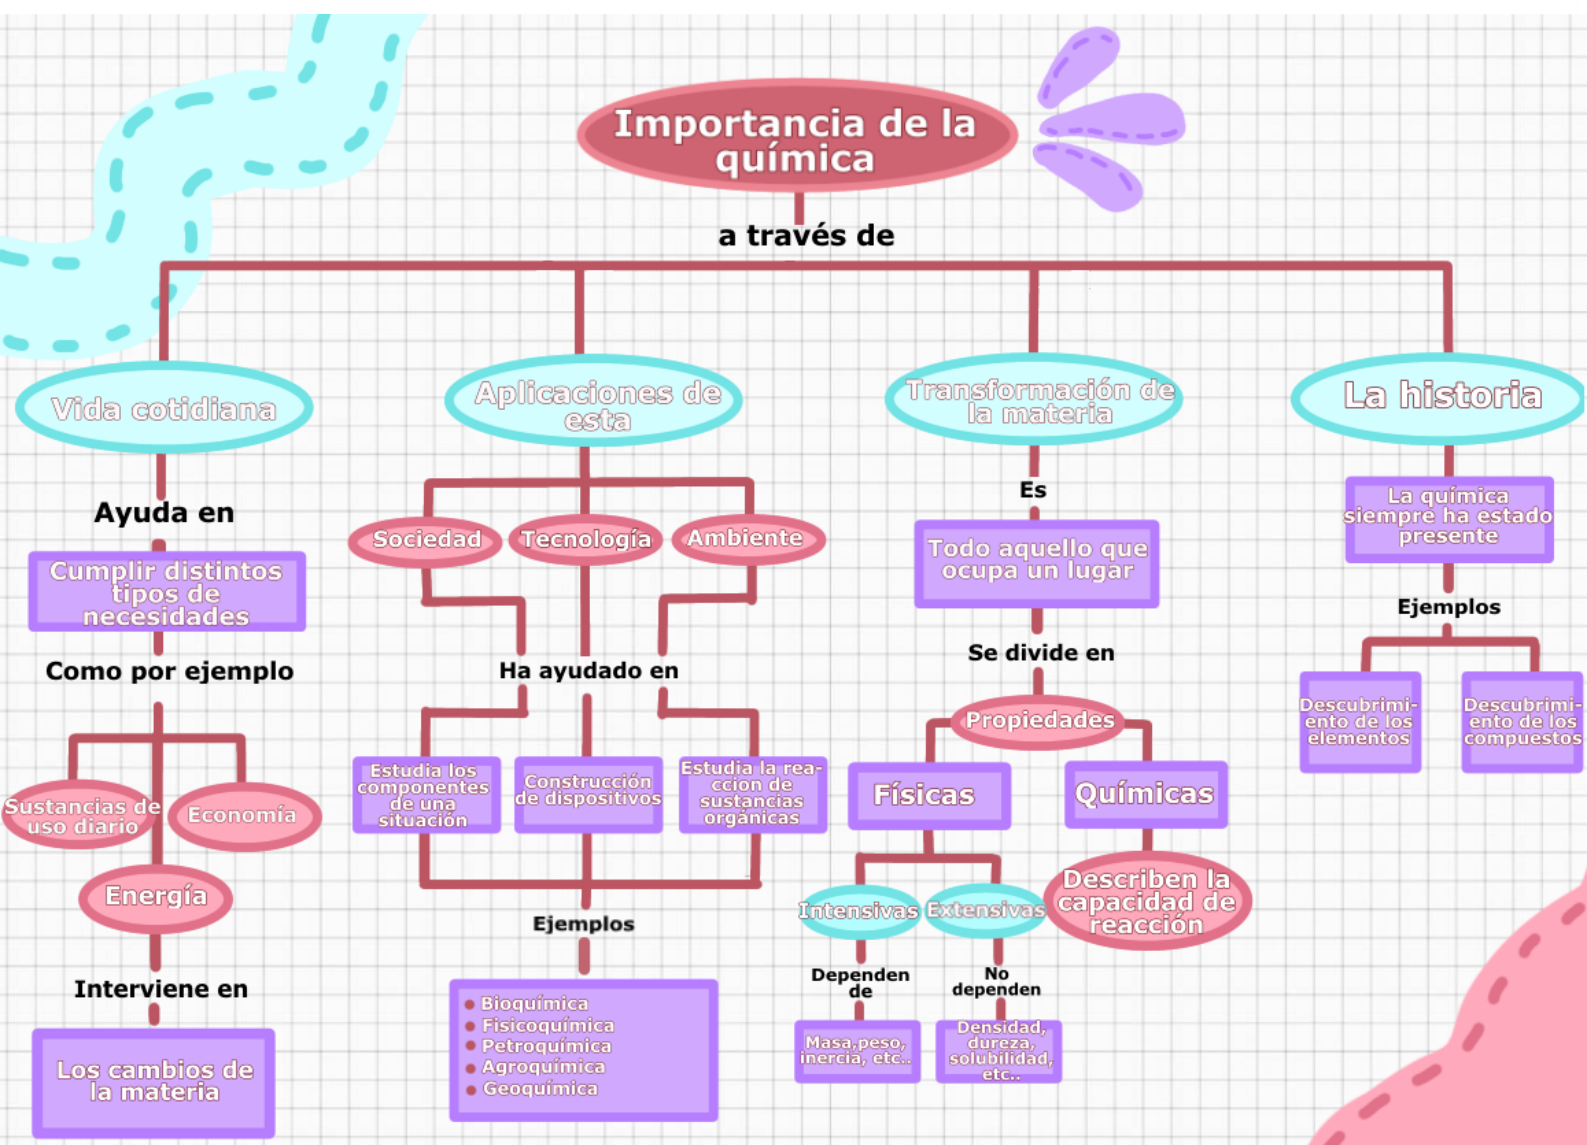 Importancia de la
química
a través de
Vida cotidiana
Ayuda en
Cumplir distintos
tipos de
necesidades
Como por ejemplo
Sustancias de
uso diario
Economía
Energía
Interviene en
Los cambios de
la materia
Aplicaciones de
esta
Sociedad
Tecnología
Ambiente
Ha ayudado en
Estudia los
componentes
de una
situación
Construcción
de dispositivos
Estudia la rea-
ccion de
sustancias
orgánicas
Ejemplos
Bioquímica
Fisicoquímica
Petroquímica
Agroquímica
Geoquímica
Transformación de
la materia
Es
Todo aquello que
ocupa un lugar
Se divide en
Propiedades
Físicas
Químicas
Intensivas
Extensivas
Describen la
capacidad de
reacción
Dependen
de
No
dependen
Masa,peso,
inercia, etc..
Densidad,
dureza,
solubilidad,
etc..
La historia
La química
siempre ha estado
presente
Ejemplos
Descubrimi-
ento de los
elementos
Descubrimi-
ento de los
compuestos